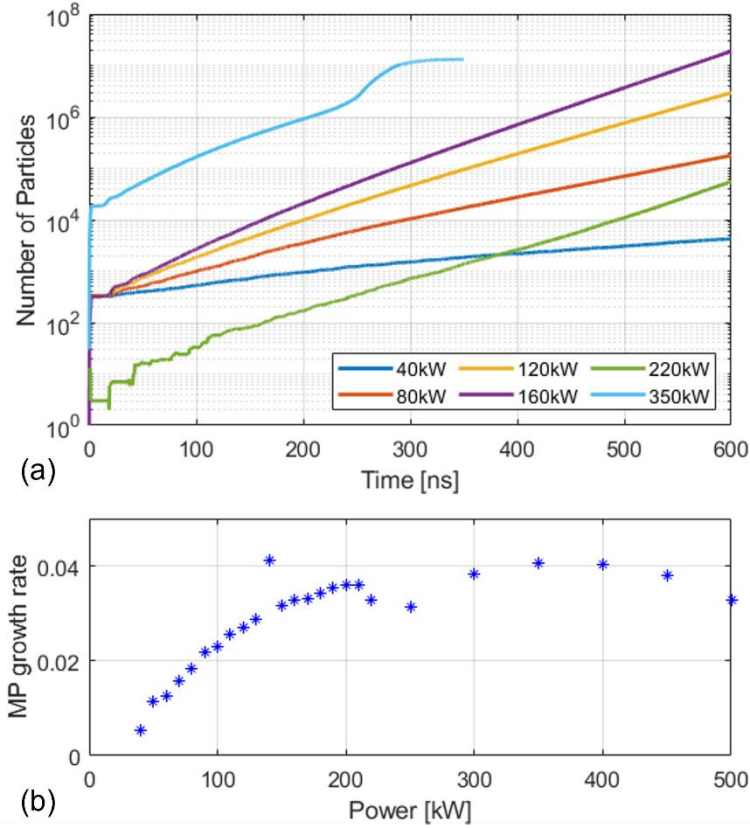 10^8
10^6
10^4
10^2
10^0
Number of Particles
40kW 120kW 220kW
80kW 160kW 350kW
0 100 200 300 400 500 600
(a)
Time [ns]
0.04
0.02
0
MP growth rate
0 100 200 300 400 500
(b)
Power [kW]